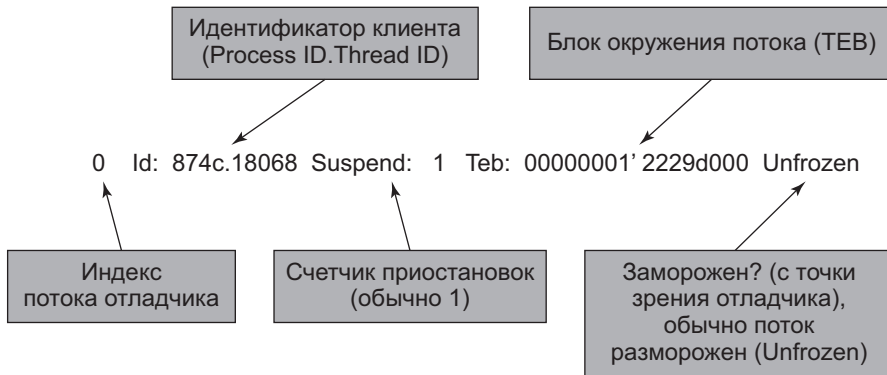 Идентификатор клиента
(Process ID.Thread ID)
Блок окружения потока (TEB)
0 Id: 874c.18068 Suspend: 1 Teb: 00000001' 2229d000 Unfrozen
Индекс
потока отладчика
Счетчик приостановок
(обычно 1)
Заморожен? (с точки
зрения отладчика),
обычно поток
разморожен (Unfrozen)